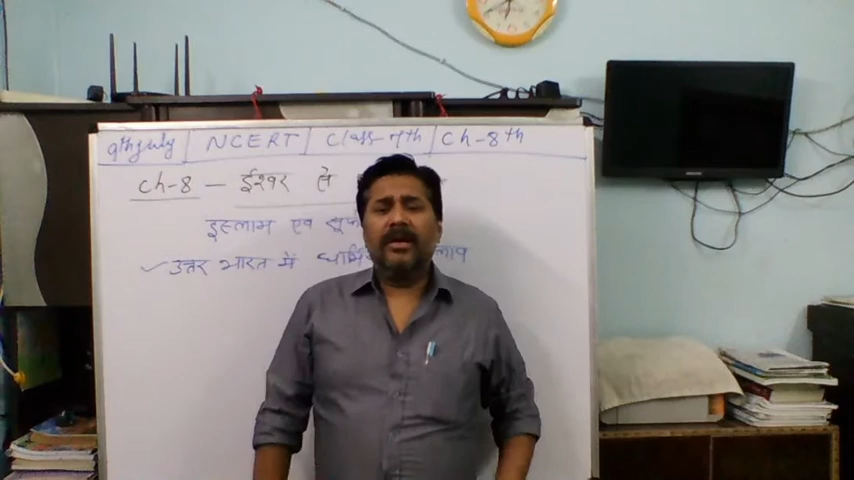 9th July | NCERT | Class-7th | Ch-8th
Ch-8 — ईश्वर से
इस्लाम एवं सूफ
✓ उत्तर भारत में धार्मि लाव